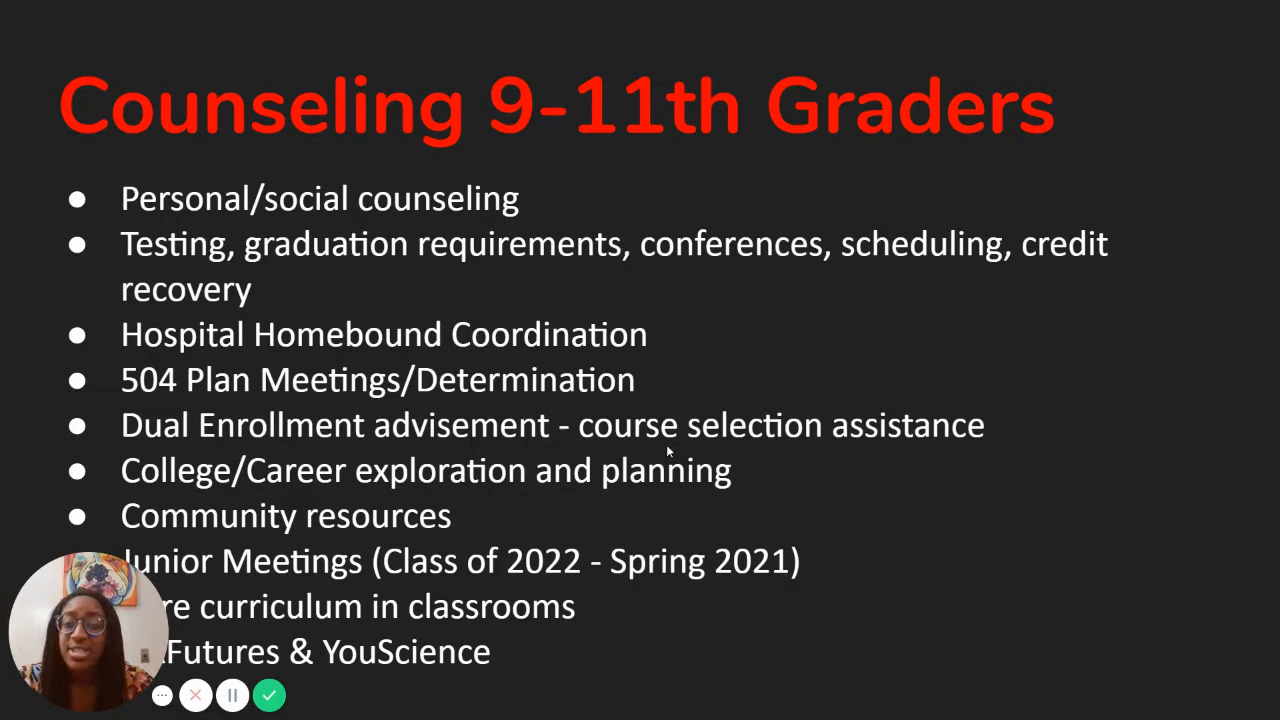 Counseling 9-11th Graders
● Personal/social counseling
● Testing, graduation requirements, conferences, scheduling, credit
recovery
● Hospital Homebound Coordination
● 504 Plan Meetings/Determination
● Dual Enrollment advisement - course selection assistance
● College/Career exploration and planning
● Community resources
Junior Meetings (Class of 2022 - Spring 2021)
curriculum in classrooms
& YouScience